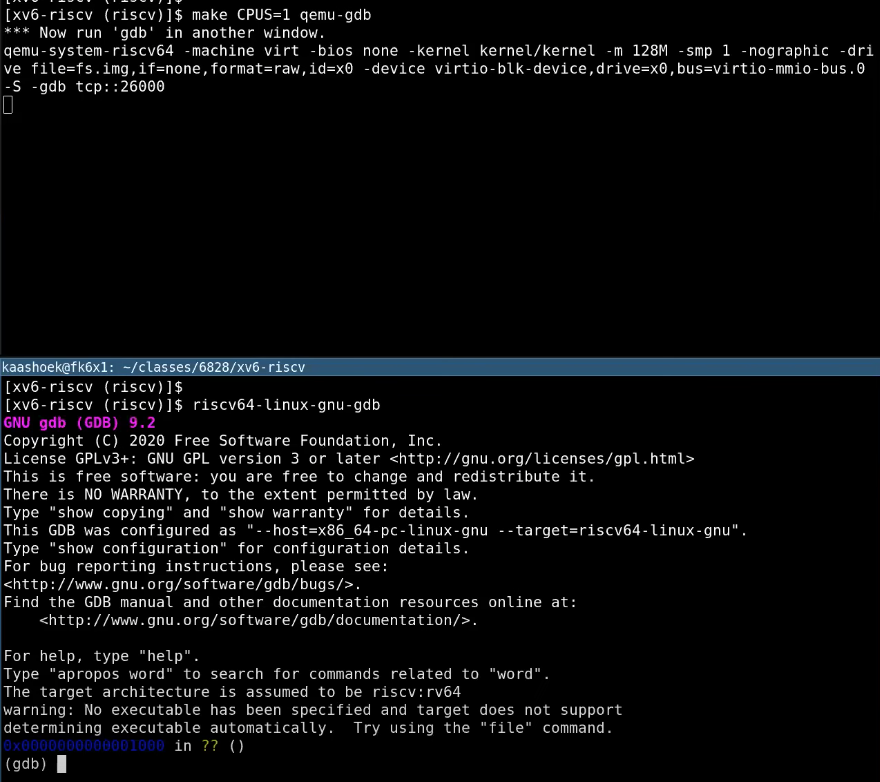 [xv6-riscv (riscv)]$
[xv6-riscv (riscv)]$ make CPUS=1 qemu-gdb
*** Now run 'gdb' in another window.
qemu-system-riscv64 -machine virt -bios none -kernel kernel/kernel -m 128M -smp 1 -nographic -dri
ve file=fs.img,if=none,format=raw,id=x0 -device virtio-blk-device,drive=x0,bus=virtio-mmio-bus.0
-S -gdb tcp::26000
kaashoek@fk6x1: ~/classes/6828/xv6-riscv
[xv6-riscv (riscv)]$
[xv6-riscv (riscv)]$ riscv64-linux-gnu-gdb
GNU gdb (GDB) 9.2
Copyright (C) 2020 Free Software Foundation, Inc.
License GPLv3+: GNU GPL version 3 or later <http://gnu.org/licenses/gpl.html>
This is free software: you are free to change and redistribute it.
There is NO WARRANTY, to the extent permitted by law.
Type "show copying" and "show warranty" for details.
This GDB was configured as "--host=x86_64-pc-linux-gnu --target=riscv64-linux-gnu".
Type "show configuration" for configuration details.
For bug reporting instructions, please see:
<http://www.gnu.org/software/gdb/bugs/>.
Find the GDB manual and other documentation resources online at:
    <http://www.gnu.org/software/gdb/documentation/>.

For help, type "help".
Type "apropos word" to search for commands related to "word".
The target architecture is assumed to be riscv:rv64
warning: No executable has been specified and target does not support
determining executable automatically.  Try using the "file" command.
0x0000000000001000 in ?? ()
(gdb)